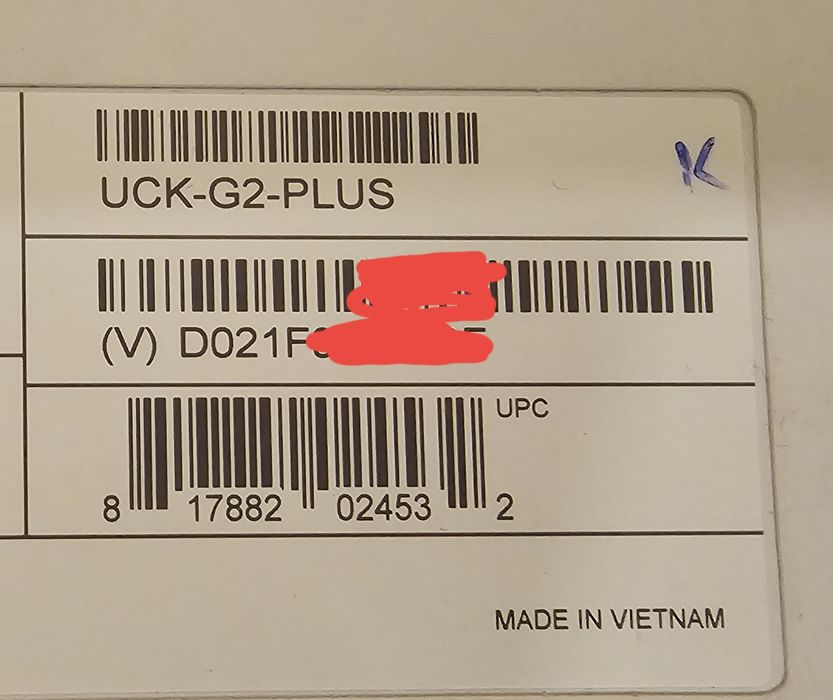 UCK-G2-PLUS
K
(V) D021F
UPC
8 17882 02453 2
MADE IN VIETNAM